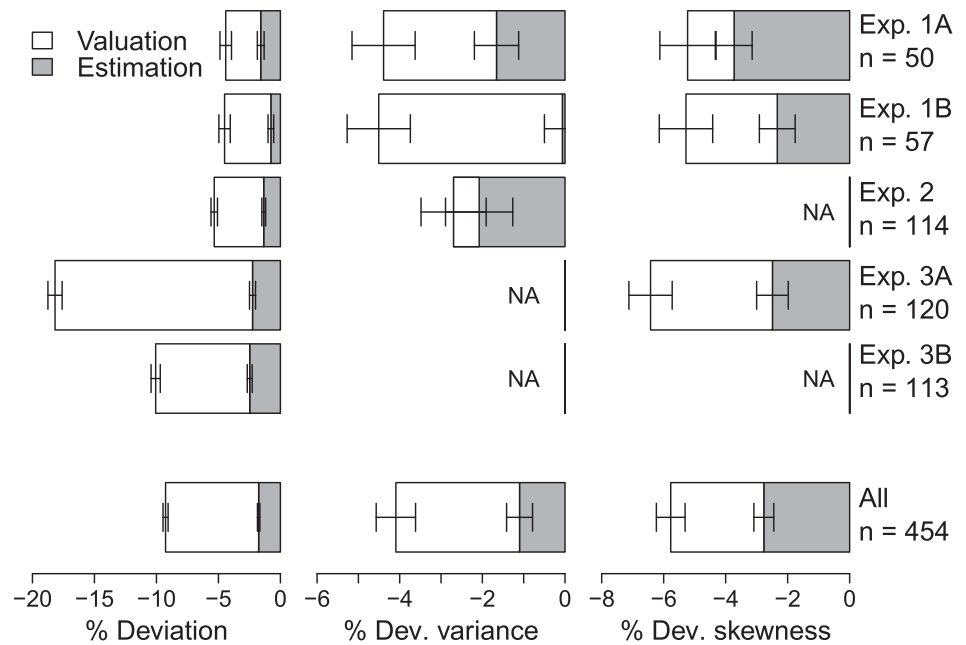 Valuation
Estimation
Exp. 1A
n = 50
Exp. 1B
n = 57
NA
Exp. 2
n = 114
NA
Exp. 3A
n = 120
NA
NA
Exp. 3B
n = 113
All
n = 454
−20 −15 −10 −5 0
−6 −4 −2 0
−8 −6 −4 −2 0
% Deviation
% Dev. variance
% Dev. skewness